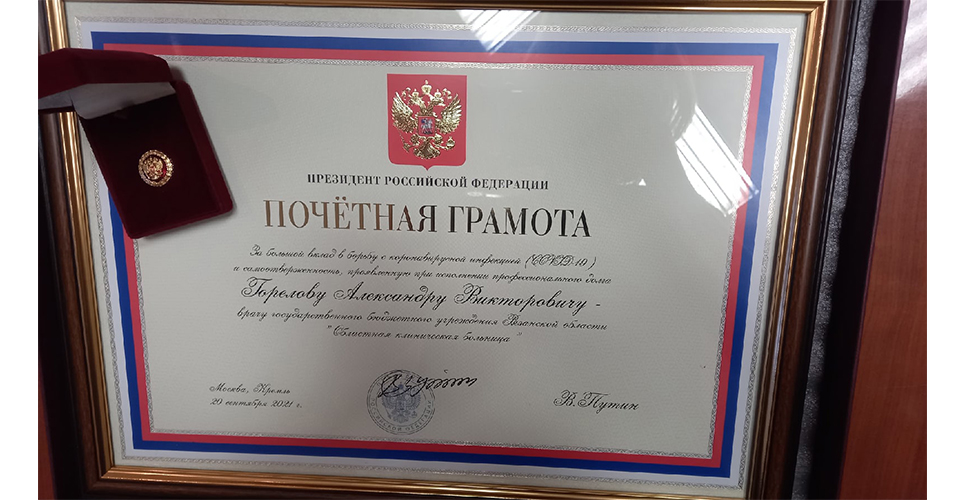 ПРЕЗИДЕНТ РОССИЙСКОЙ ФЕДЕРАЦИИ
ПОЧЁТНАЯ ГРАМОТА
За большой вклад в борьбу с коронавирусной инфекцией (COVID-19)
и самоотверженность, проявленную при исполнении профессионального долга
Горелову Александру Викторовичу -
врачу государственного бюджетного учреждения Рязанской области
"Областная клиническая больница"
Москва, Кремль
20 сентября 2021 г.
В.Путин